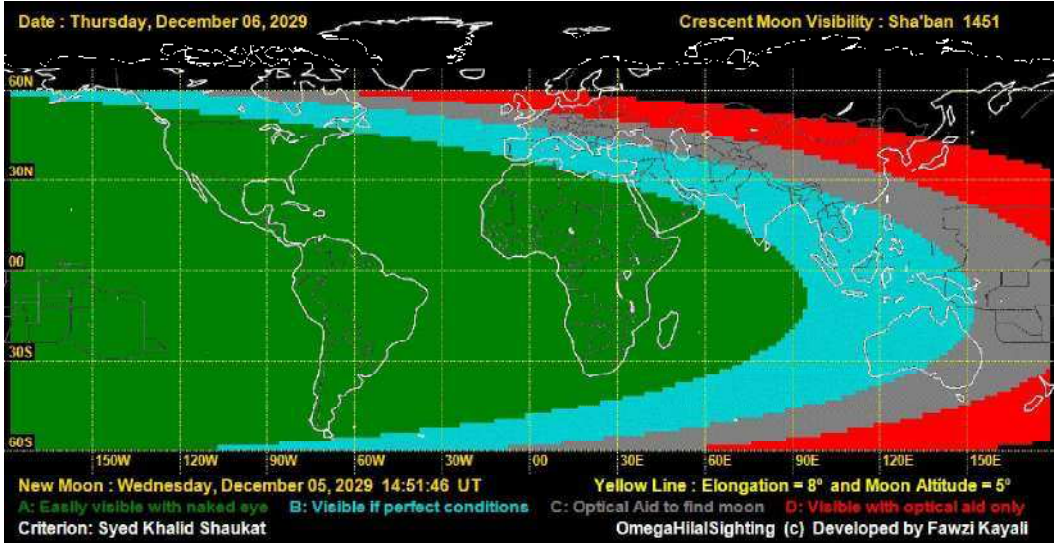 Date : Thursday, December 06, 2029
Crescent Moon Visibility : Sha'ban 1451
60N
30N
00
30S
60S
150W 120W 90W 60W 30W 00 30E 60E 90E 120E 150E
New Moon : Wednesday, December 05, 2029 14:51:46 UT
Yellow Line : Elongation = 8º and Moon Altitude = 5º
A: Easily visible with naked eye B: Visible if perfect conditions C: Optical Aid to find moon D: Visible with optical aid only
Criterion: Syed Khalid Shaukat
OmegaHilalSighting (c) Developed by Fawzi Kayali